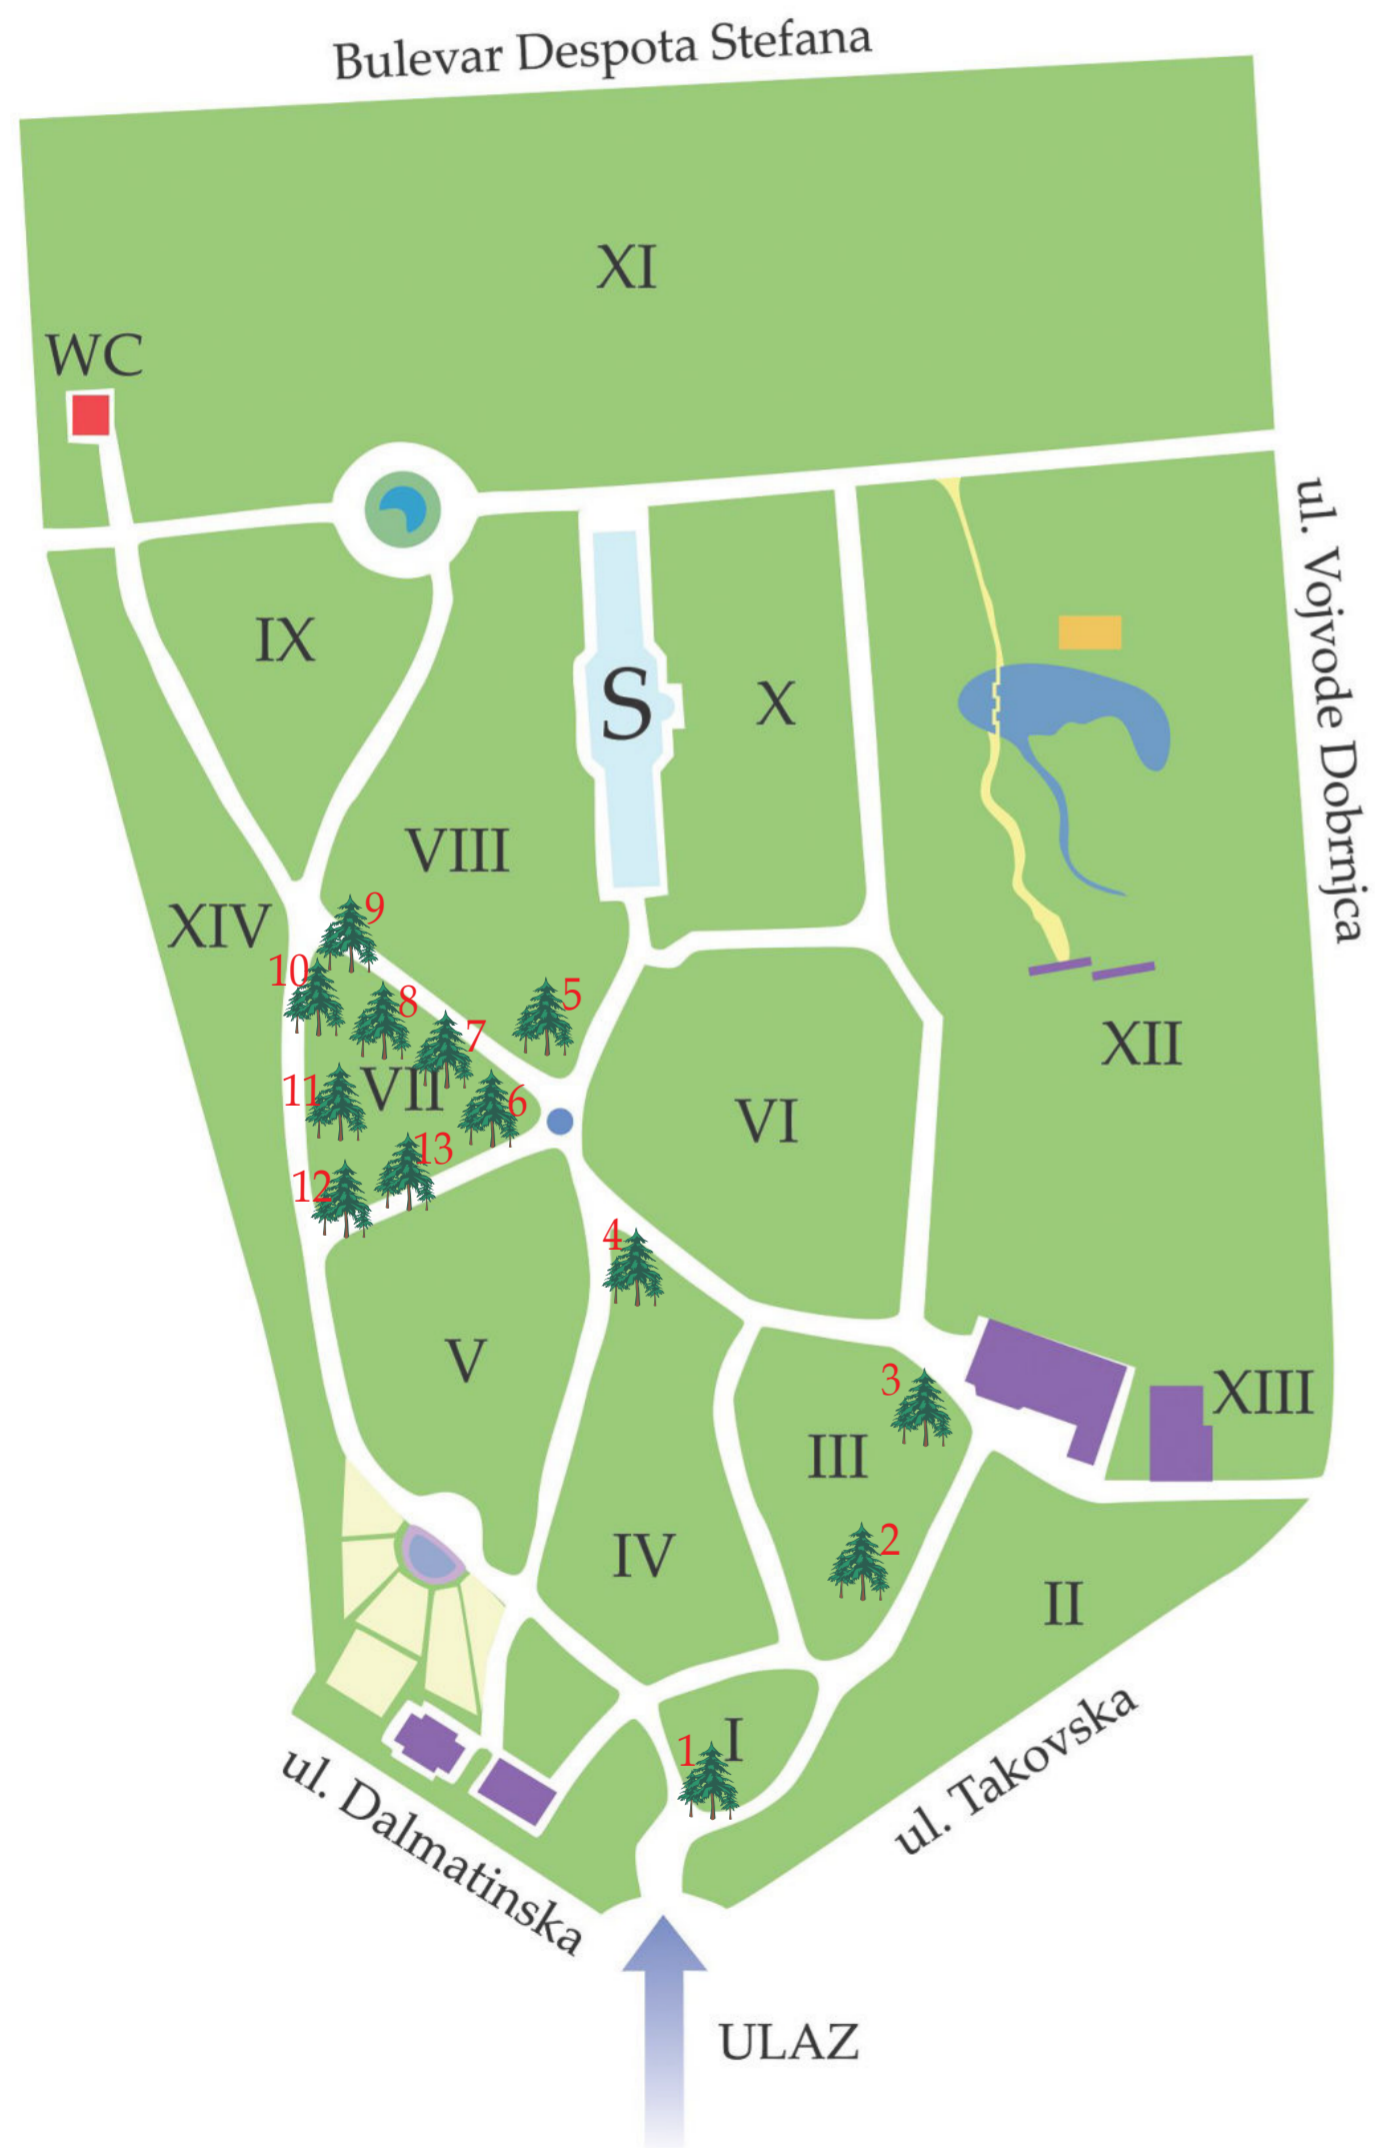 Bulevar Despota Stefana
XI
WC
ul. Vojvode Dobrnjca
IX
S
X
VIII
XIV
9
10
8
5
7
XII
11
VII
6
VI
13
12
4
V
3
XIII
III
IV
2
II
I
1
ul. Takovska
ul. Dalmatinska
ULAZ